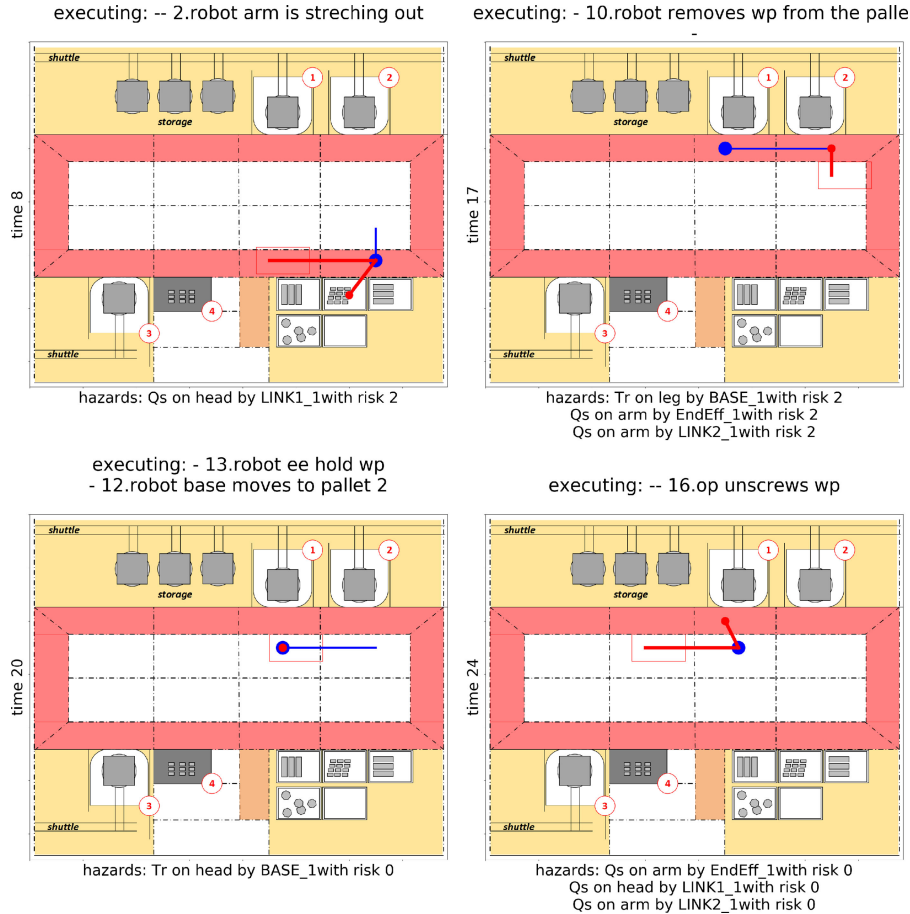 executing: -- 2.robot arm is streching out
shuttle
1
2
storage
time 8
4
3
shuttle
hazards: Qs on head by LINK1_1with risk 2
executing: - 10.robot removes wp from the palle
-
shuttle
1
2
storage
time 17
4
3
shuttle
hazards: Tr on leg by BASE_1with risk 2
Qs on arm by EndEff_1with risk 2
Qs on arm by LINK2_1with risk 2
executing: - 13.robot ee hold wp
- 12.robot base moves to pallet 2
shuttle
1
2
storage
time 20
4
3
shuttle
hazards: Tr on head by BASE_1with risk 0
executing: -- 16.op unscrews wp
shuttle
1
2
storage
time 24
4
3
shuttle
hazards: Qs on arm by EndEff_1with risk 0
Qs on head by LINK1_1with risk 0
Qs on arm by LINK2_1with risk 0